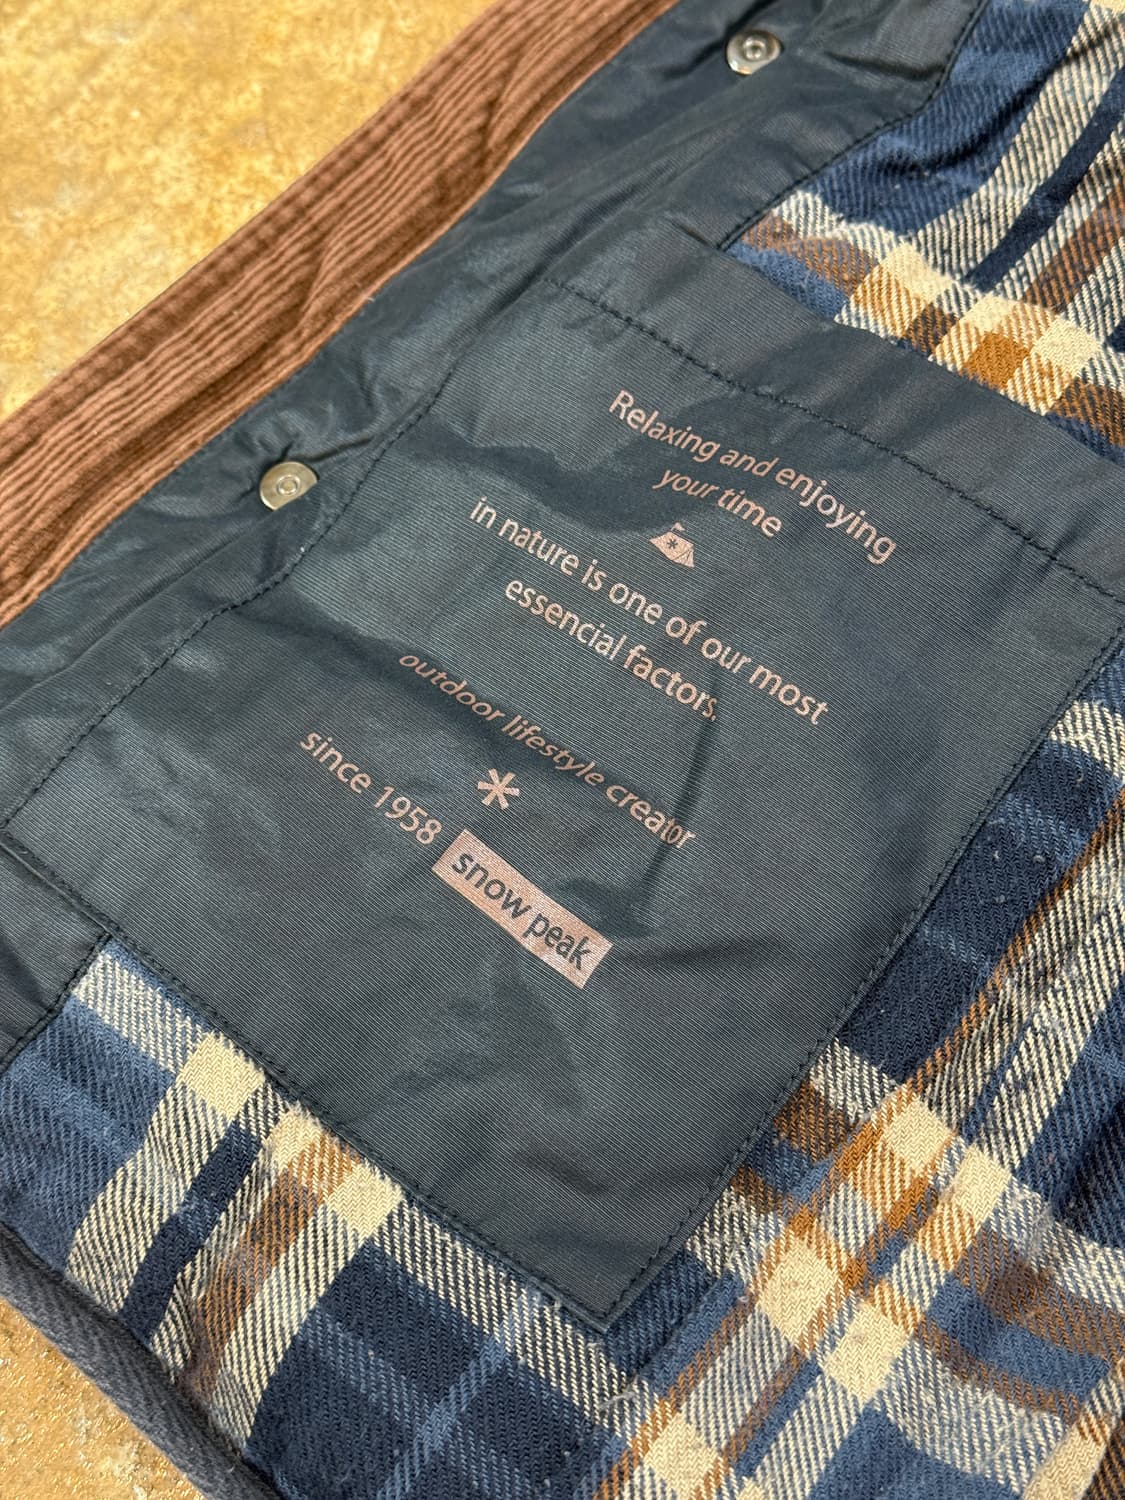 Relaxing and enjoying
your time
in nature is one of our most
essencial factors.
outdoor lifestyle creator
since 1958
snow peak